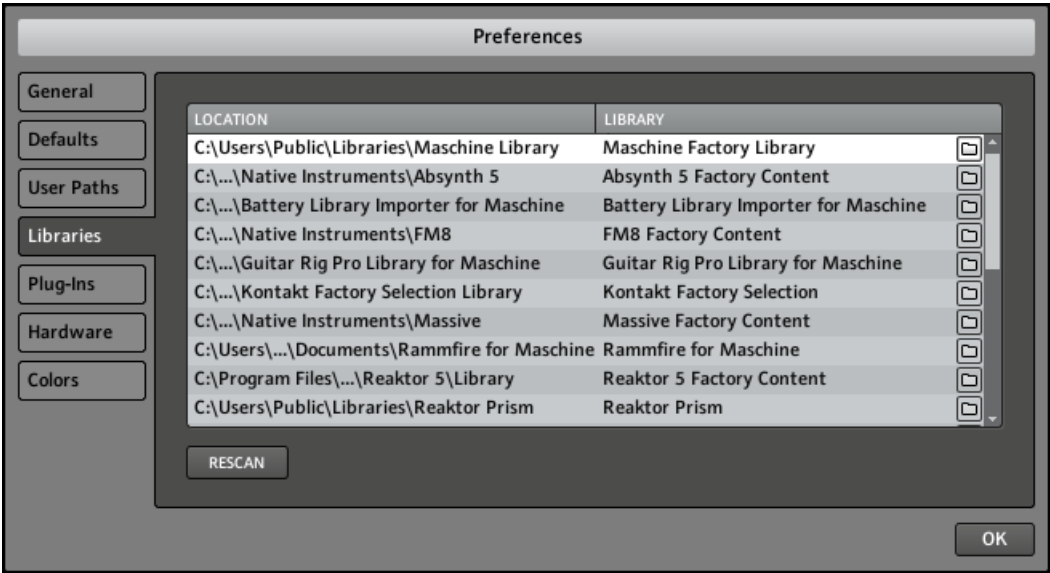 Preferences
General
Defaults
User Paths
Libraries
Plug-Ins
Hardware
Colors
LOCATION LIBRARY
C:\Users\Public\Libraries\Maschine Library Maschine Factory Library
C:\...\Native Instruments\Absynth 5 Absynth 5 Factory Content
C:\...\Battery Library Importer for Maschine Battery Library Importer for Maschine
C:\...\Native Instruments\FM8 FM8 Factory Content
C:\...\Guitar Rig Pro Library for Maschine Guitar Rig Pro Library for Maschine
C:\...\Kontakt Factory Selection Library Kontakt Factory Selection
C:\...\Native Instruments\Massive Massive Factory Content
C:\Users\...\Documents\Rammfire for Maschine Rammfire for Maschine
C:\Program Files\...\Reaktor 5\Library Reaktor 5 Factory Content
C:\Users\Public\Libraries\Reaktor Prism Reaktor Prism
RESCAN
OK